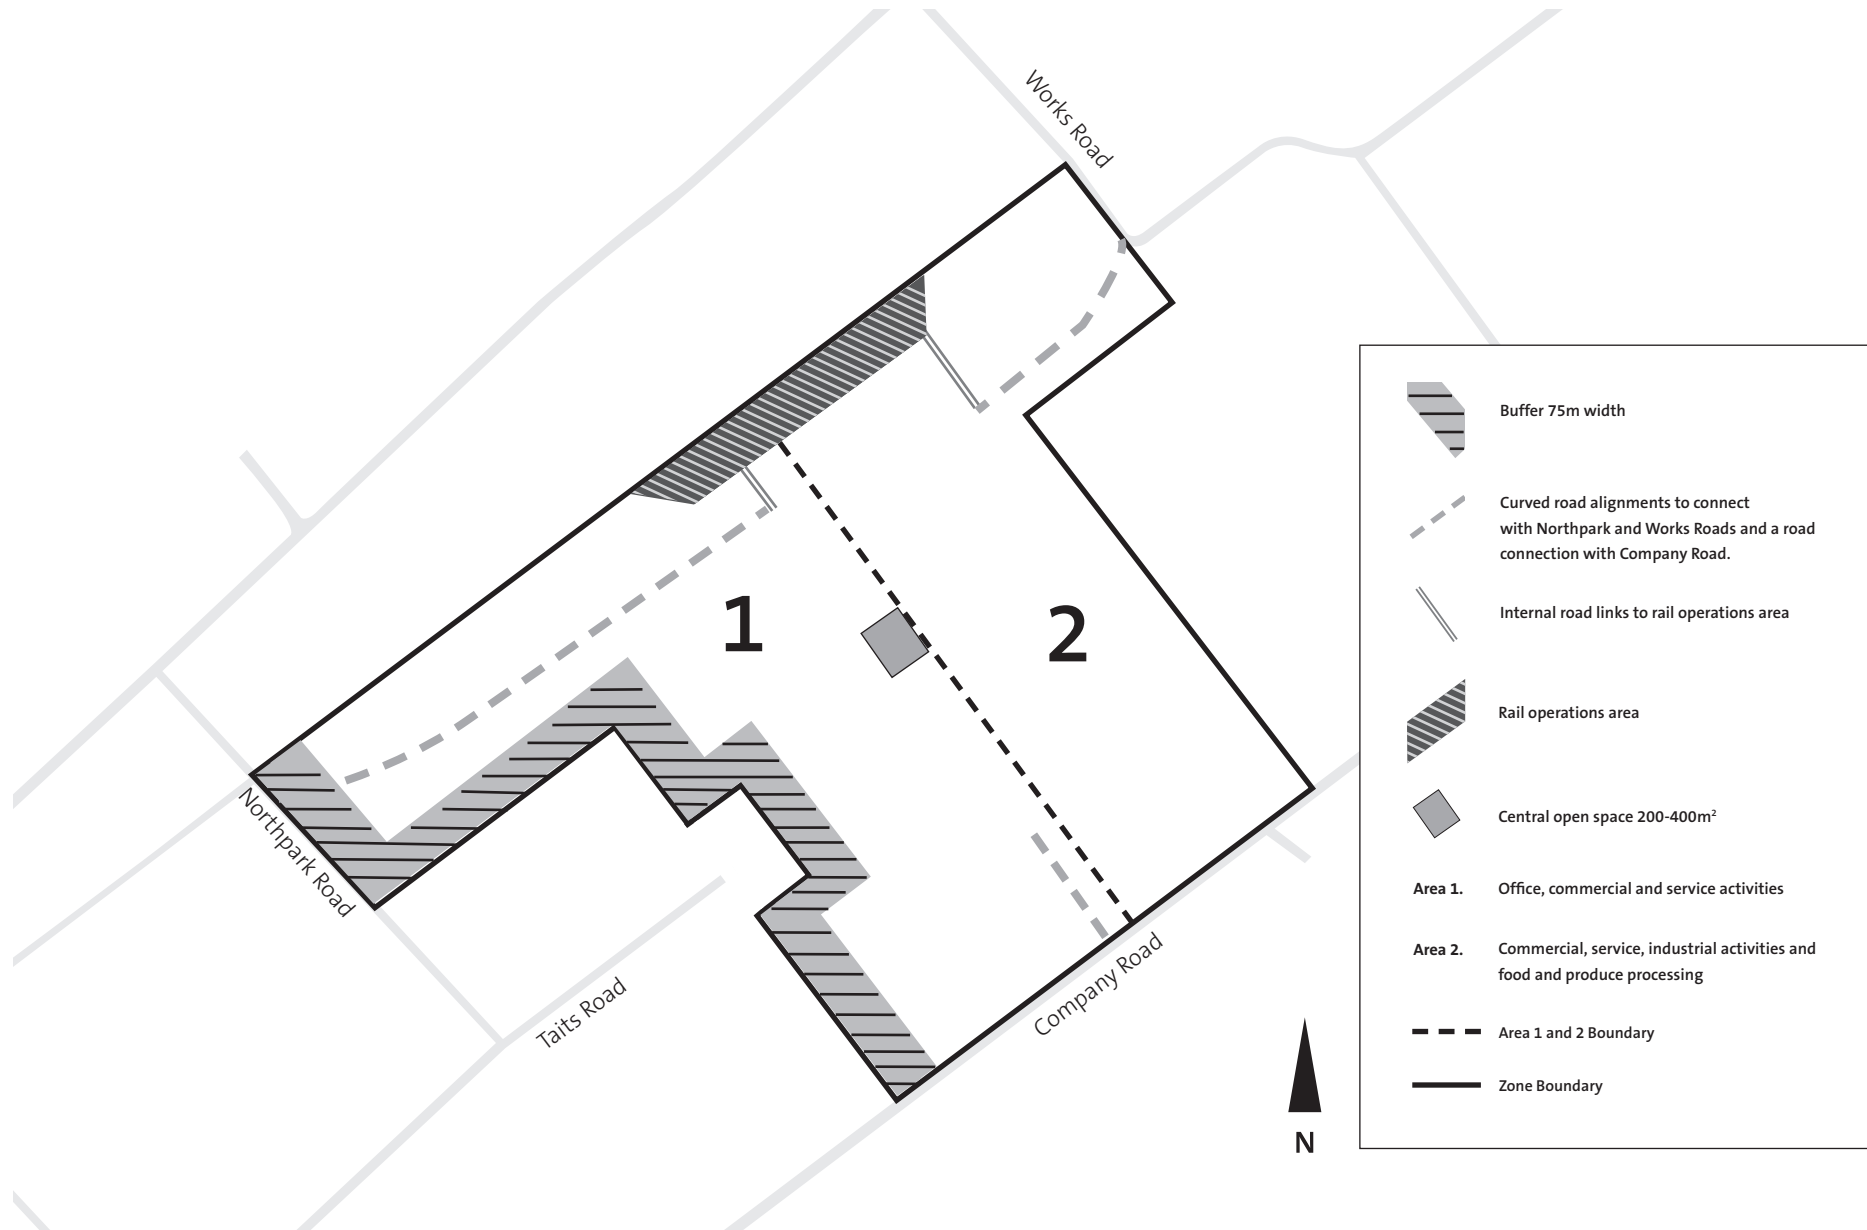 Works Road
1
2
Northpark Road
Taits Road
Company Road
N
Buffer 75m width
Curved road alignments to connect
with Northpark and Works Roads and a road
connection with Company Road.
Internal road links to rail operations area
Rail operations area
Central open space 200-400m²
Area 1. Office, commercial and service activities
Area 2. Commercial, service, industrial activities and
food and produce processing
Area 1 and 2 Boundary
Zone Boundary